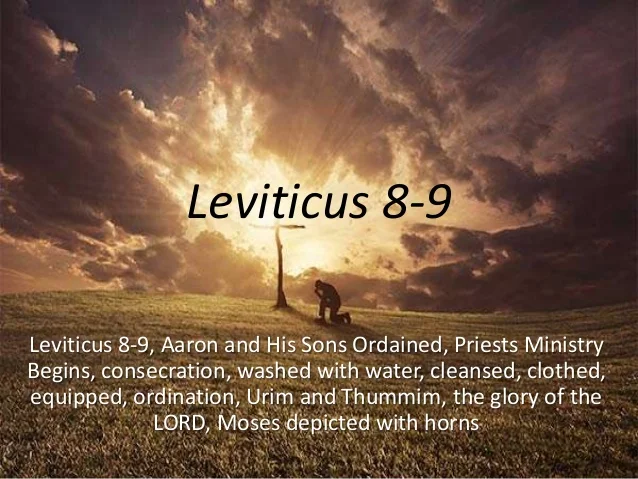 Leviticus 8-9
Leviticus 8-9, Aaron and His Sons Ordained, Priests Ministry
Begins, consecration, washed with water, cleansed, clothed,
equipped, ordination, Urim and Thummim, the glory of the
LORD, Moses depicted with horns